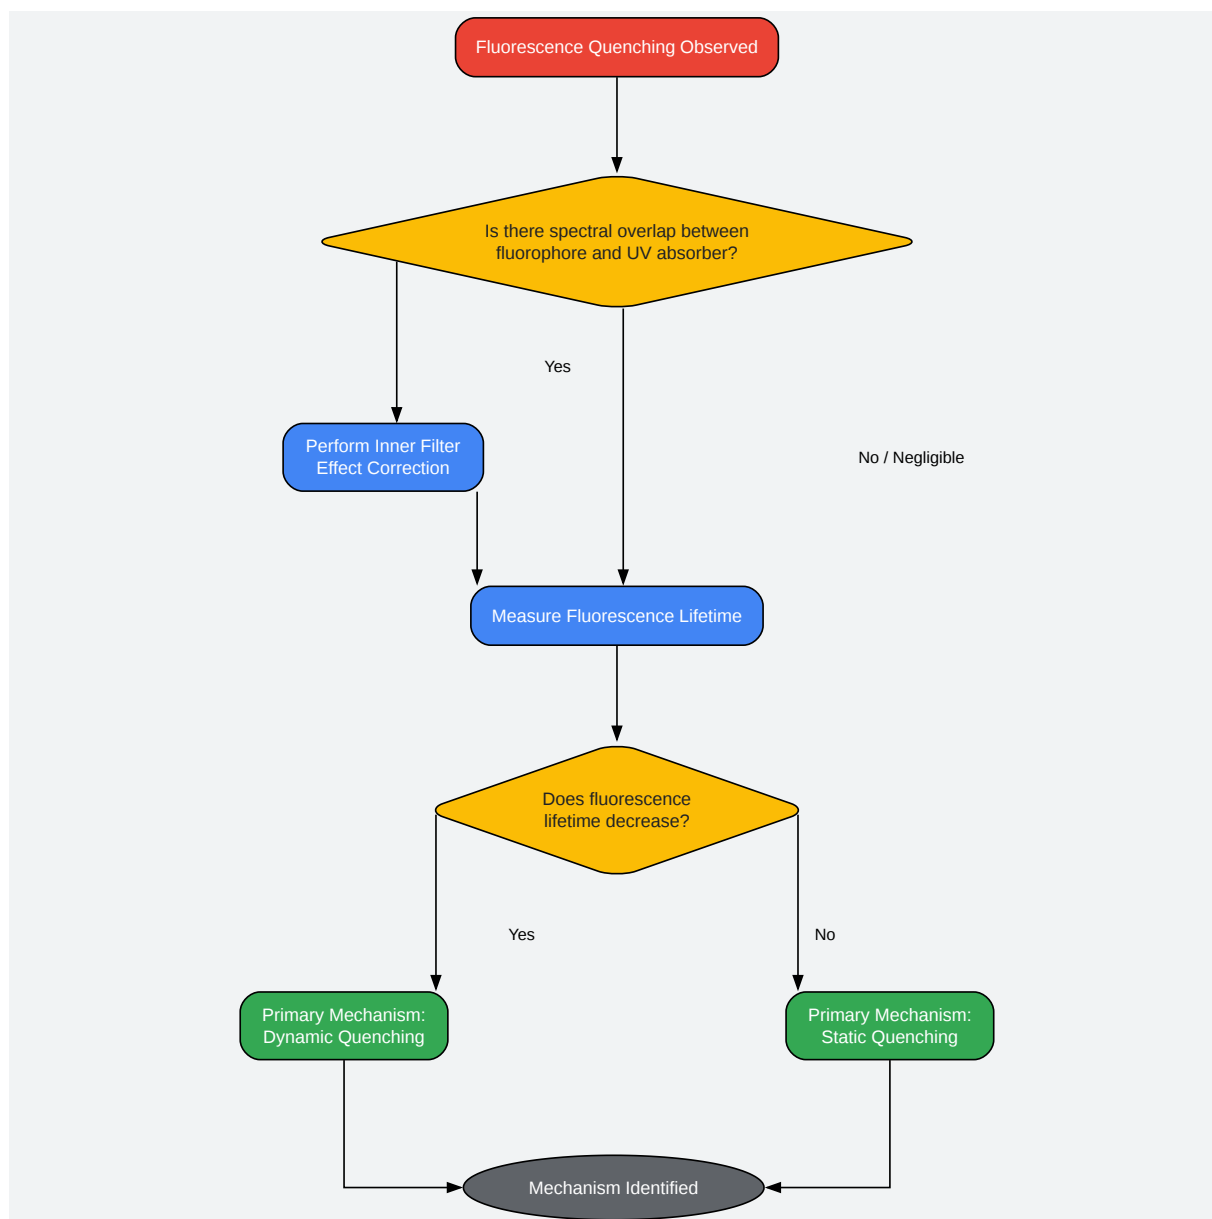 Fluorescence Quenching Observed
Is there spectral overlap between
fluorophore and UV absorber?
Yes
Perform Inner Filter
Effect Correction
No / Negligible
Measure Fluorescence Lifetime
Does fluorescence
lifetime decrease?
Yes
No
Primary Mechanism:
Dynamic Quenching
Primary Mechanism:
Static Quenching
Mechanism Identified